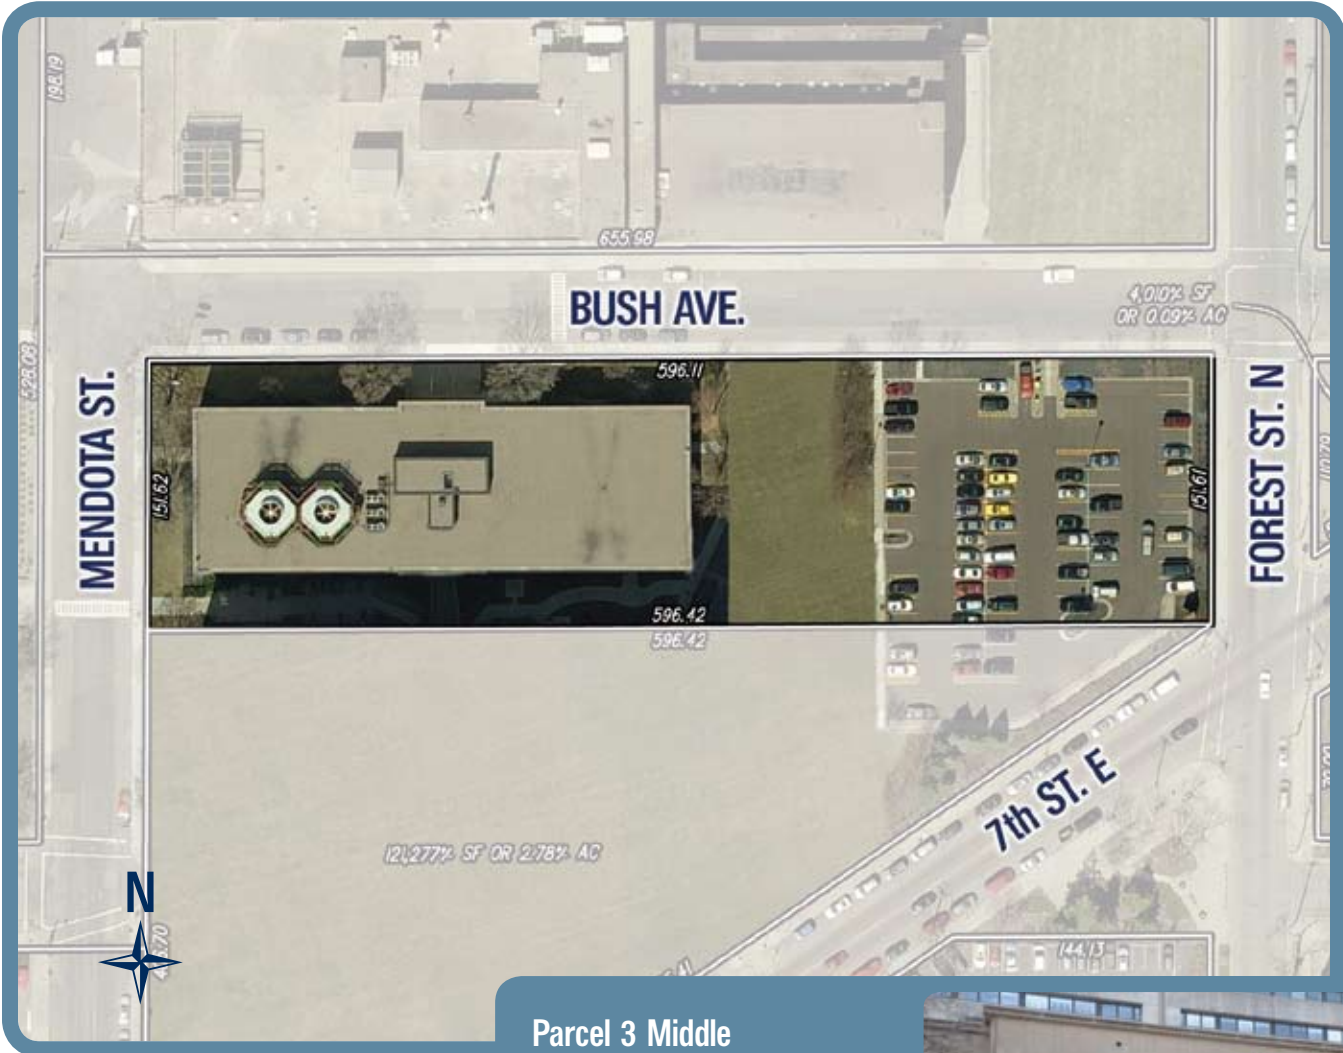 198.19
655.98
BUSH AVE.
4,010% SF
OR 0.09% AC
528.08
596.11
MENDOTA ST.
151.62
151.61
FOREST ST. N
596.42
596.42
7th ST. E
121,277% SF OR 2.78% AC
N
144.13
Parcel 3 Middle